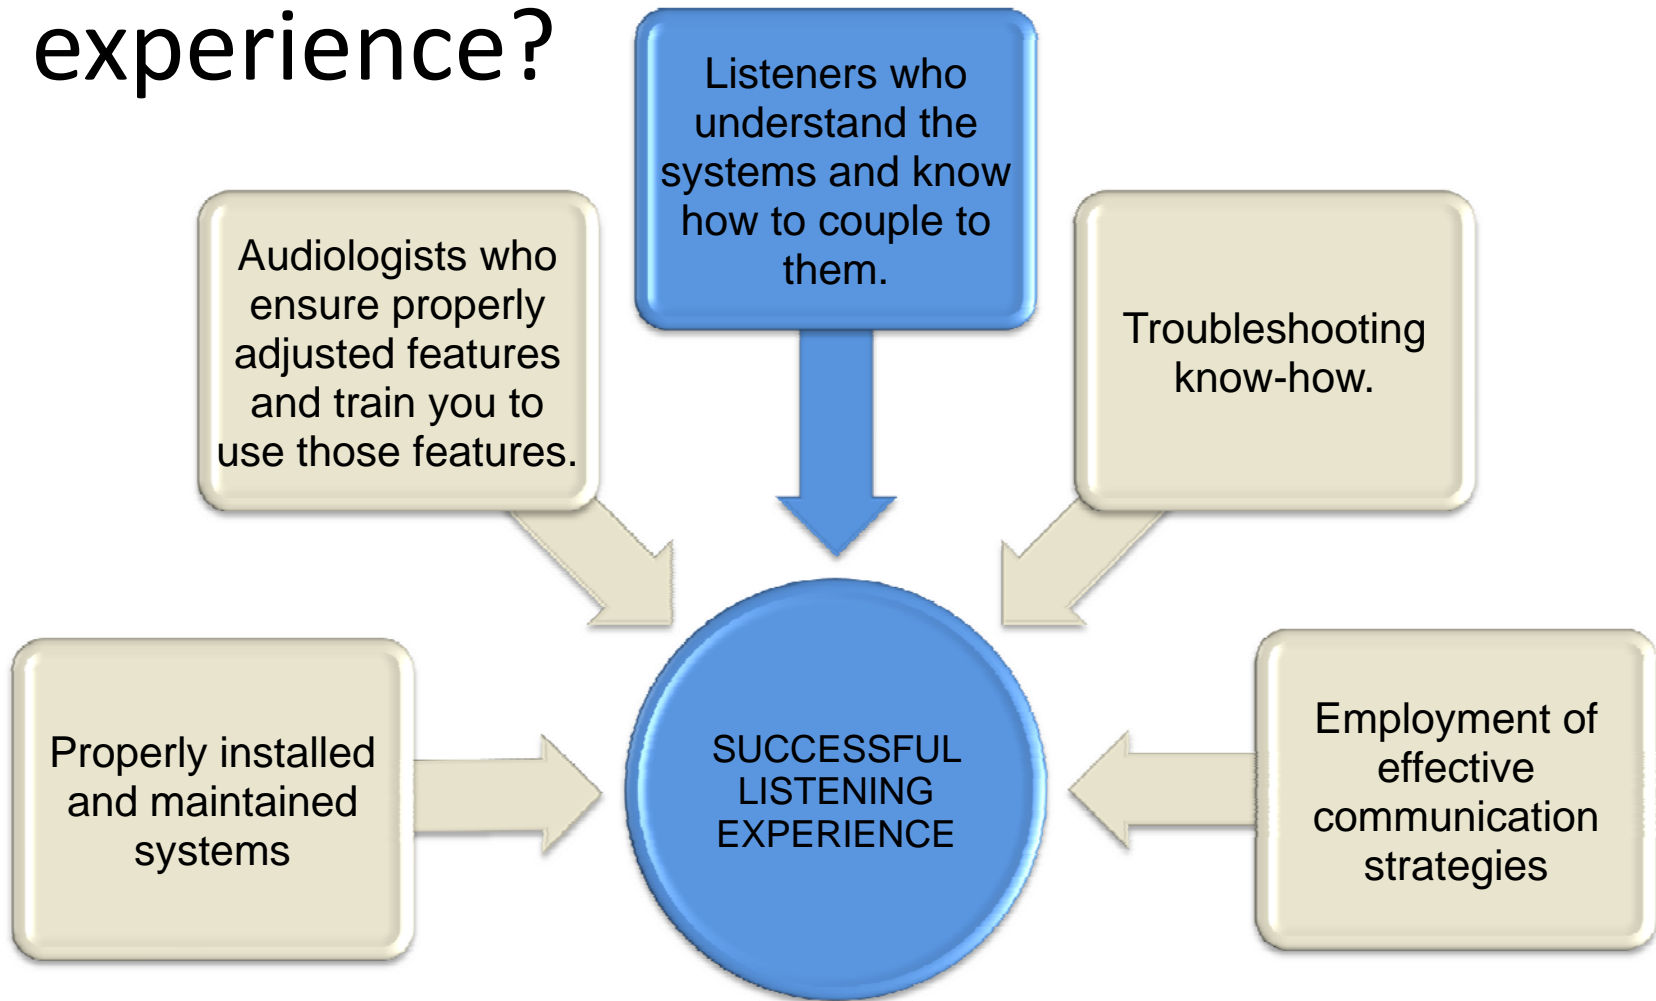 experience?
Listeners who
understand the
systems and know
how to couple to
them.
Audiologists who
ensure properly
adjusted features
and train you to
use those features.
Troubleshooting
know-how.
Properly installed
and maintained
systems
SUCCESSFUL
LISTENING
EXPERIENCE
Employment of
effective
communication
strategies